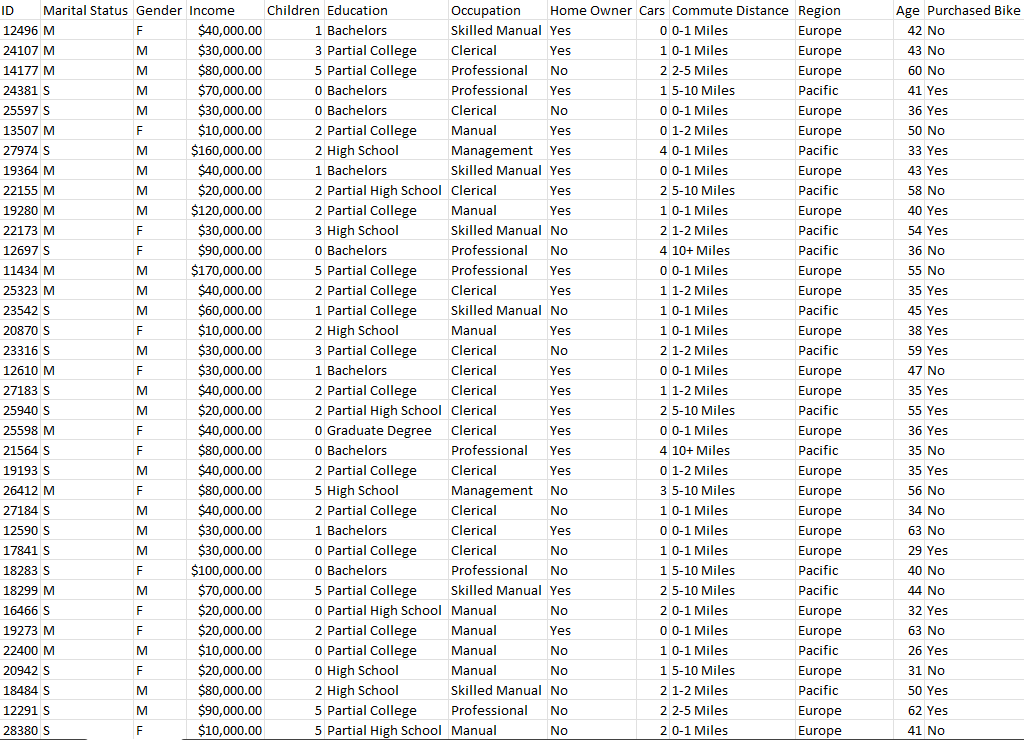 ID Marital Status Gender Income Children Education Occupation Home Owner Cars Commute Distance Region Age Purchased Bike
12496 M F $40,000.00 1 Bachelors Skilled Manual Yes 0 0-1 Miles Europe 42 No
24107 M M $30,000.00 3 Partial College Clerical Yes 1 0-1 Miles Europe 43 No
14177 M M $80,000.00 5 Partial College Professional No 2 2-5 Miles Europe 60 No
24381 S M $70,000.00 0 Bachelors Professional Yes 1 5-10 Miles Pacific 41 Yes
25597 S M $30,000.00 0 Bachelors Clerical No 0 0-1 Miles Europe 36 Yes
13507 M F $10,000.00 2 Partial College Manual Yes 0 1-2 Miles Europe 50 No
27974 S M $160,000.00 2 High School Management Yes 4 0-1 Miles Pacific 33 Yes
19364 M M $40,000.00 1 Bachelors Skilled Manual Yes 0 0-1 Miles Europe 43 Yes
22155 M M $20,000.00 2 Partial High School Clerical Yes 2 5-10 Miles Pacific 58 No
19280 M M $120,000.00 2 Partial College Manual Yes 1 0-1 Miles Europe 40 Yes
22173 M F $30,000.00 3 High School Skilled Manual No 2 1-2 Miles Pacific 54 Yes
12697 S F $90,000.00 0 Bachelors Professional No 4 10+ Miles Pacific 36 No
11434 M M $170,000.00 5 Partial College Professional Yes 0 0-1 Miles Europe 55 No
25323 M M $40,000.00 2 Partial College Clerical Yes 1 1-2 Miles Europe 35 Yes
23542 S M $60,000.00 1 Partial College Skilled Manual No 1 0-1 Miles Pacific 45 Yes
20870 S F $10,000.00 2 High School Manual Yes 1 0-1 Miles Europe 38 Yes
23316 S M $30,000.00 3 Partial College Clerical No 2 1-2 Miles Pacific 59 Yes
12610 M F $30,000.00 1 Bachelors Clerical Yes 0 0-1 Miles Europe 47 No
27183 S M $40,000.00 2 Partial College Clerical Yes 1 1-2 Miles Europe 35 Yes
25940 S M $20,000.00 2 Partial High School Clerical Yes 2 5-10 Miles Pacific 55 Yes
25598 M F $40,000.00 0 Graduate Degree Clerical Yes 0 0-1 Miles Europe 36 Yes
21564 S F $80,000.00 0 Bachelors Professional Yes 4 10+ Miles Pacific 35 No
19193 S M $40,000.00 2 Partial College Clerical Yes 0 1-2 Miles Europe 35 Yes
26412 M F $80,000.00 5 High School Management No 3 5-10 Miles Europe 56 No
27184 S M $40,000.00 2 Partial College Clerical No 1 0-1 Miles Europe 34 No
12590 S M $30,000.00 1 Bachelors Clerical Yes 0 0-1 Miles Europe 63 No
17841 S M $30,000.00 0 Partial College Clerical No 1 0-1 Miles Europe 29 Yes
18283 S F $100,000.00 0 Bachelors Professional No 1 5-10 Miles Pacific 40 No
18299 M M $70,000.00 5 Partial College Skilled Manual Yes 2 5-10 Miles Pacific 44 No
16466 S F $20,000.00 0 Partial High School Manual No 2 0-1 Miles Europe 32 Yes
19273 M F $20,000.00 2 Partial College Manual Yes 0 0-1 Miles Europe 63 No
22400 M M $10,000.00 0 Partial College Manual No 1 0-1 Miles Pacific 26 Yes
20942 S F $20,000.00 0 High School Manual No 1 5-10 Miles Europe 31 No
18484 S M $80,000.00 2 High School Skilled Manual No 2 1-2 Miles Pacific 50 Yes
12291 S M $90,000.00 5 Partial College Professional No 2 2-5 Miles Europe 62 Yes
28380 S F $10,000.00 5 Partial High School Manual No 2 0-1 Miles Europe 41 No